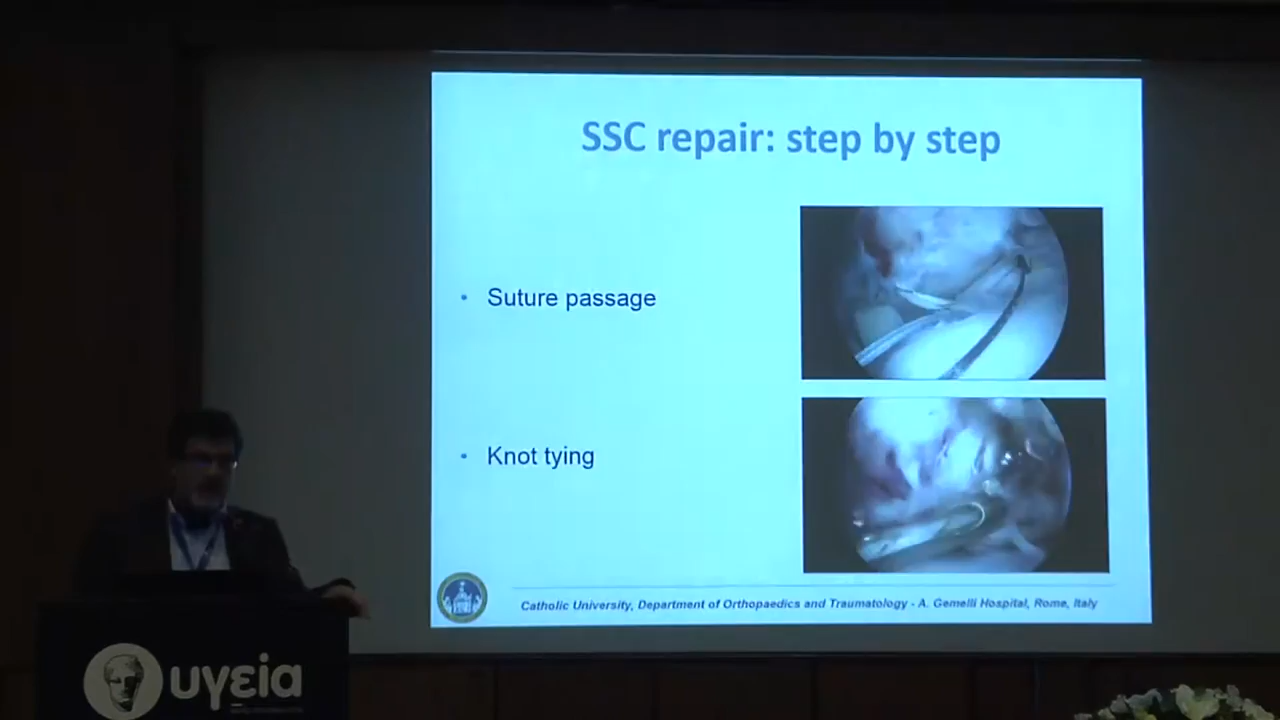 SSC repair: step by step
• Suture passage
• Knot tying
Catholic University, Department of Orthopaedics and Traumatology - A. Gemelli Hospital, Rome, Italy
υγεία